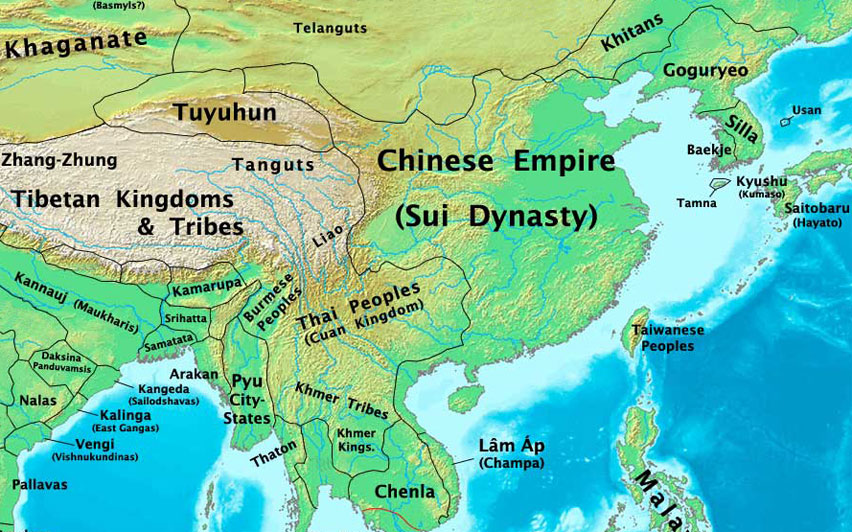 (Basmyls?)
Khaganate
Telanguts
Khitans
Goguryeo
Tuyuhun
Usan
Silla
Baekje
Zhang-Zhung
Tanguts
Chinese Empire
(Sui Dynasty)
Kyushu
(Kumaso)
Tamna
Saitobaru
(Hayato)
Tibetan Kingdoms
& Tribes
Liao
Kamarupa
Burmese
Peoples
Kannauj (Maukharis)
Srihatta
Samatata
Thai Peoples
(Cuan Kingdom)
Taiwanese
Peoples
Daksina
Panduvamsis
Nalas
Kangeda
(Sailodshavas)
Arakan
Pyu
City-
States
Khmer Tribes
Kalinga
(East Gangas)
Khmer
Kings.
Vengi
(Vishnukundinas)
Thaton
Lâm Áp
(Champa)
Pallavas
Chenla
Mala